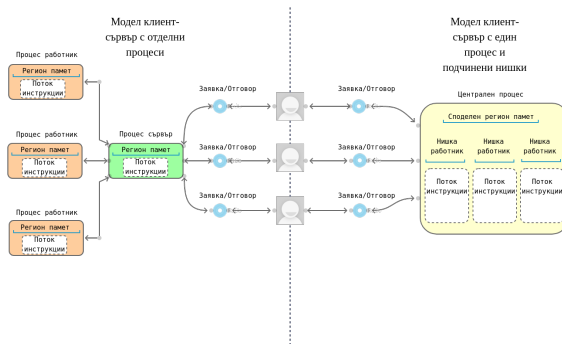 Модел клиент-
сървър с отделни
процеси
Модел клиент-
сървър с един
процес и
подчинени нишки
Процес работник
Регион памет
Поток
инструкции
Процес работник
Регион памет
Поток
инструкции
Процес работник
Регион памет
Поток
инструкции
Процес сървър
Регион памет
Поток
инструкции
Заявка/Отговор
Заявка/Отговор
Заявка/Отговор
Заявка/Отговор
Заявка/Отговор
Заявка/Отговор
Централен процес
Споделен регион памет
Нишка
работник
Нишка
работник
Нишка
работник
Поток
инструкции
Поток
инструкции
Поток
инструкции